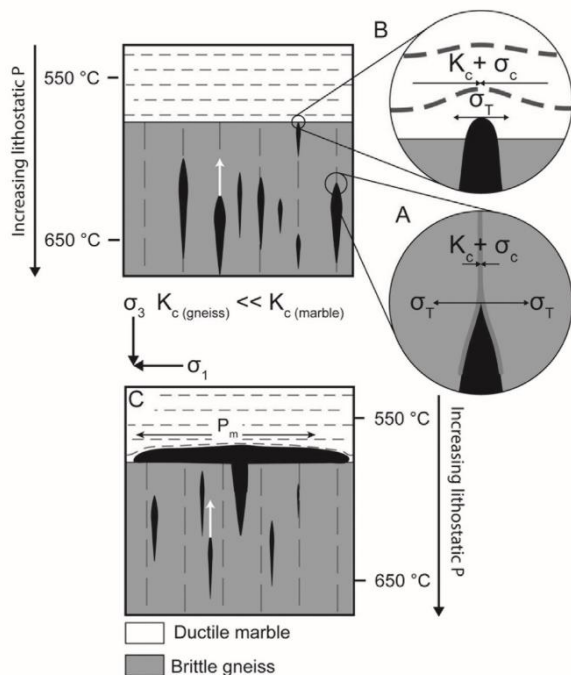 Increasing lithostatic P
550 °C
650 °C
B
Kc + σc
σT
A
Kc + σc
σT σT
σ3 Kc (gneiss) << Kc (marble)
σ1
C
Pm
550 °C
650 °C
Increasing lithostatic P
Ductile marble
Brittle gneiss